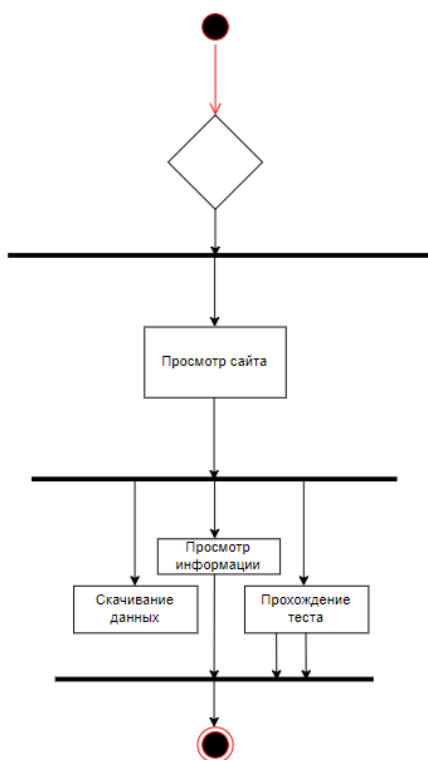 Просмотр сайта
Просмотр
информации
Скачивание
данных
Прохождение
теста